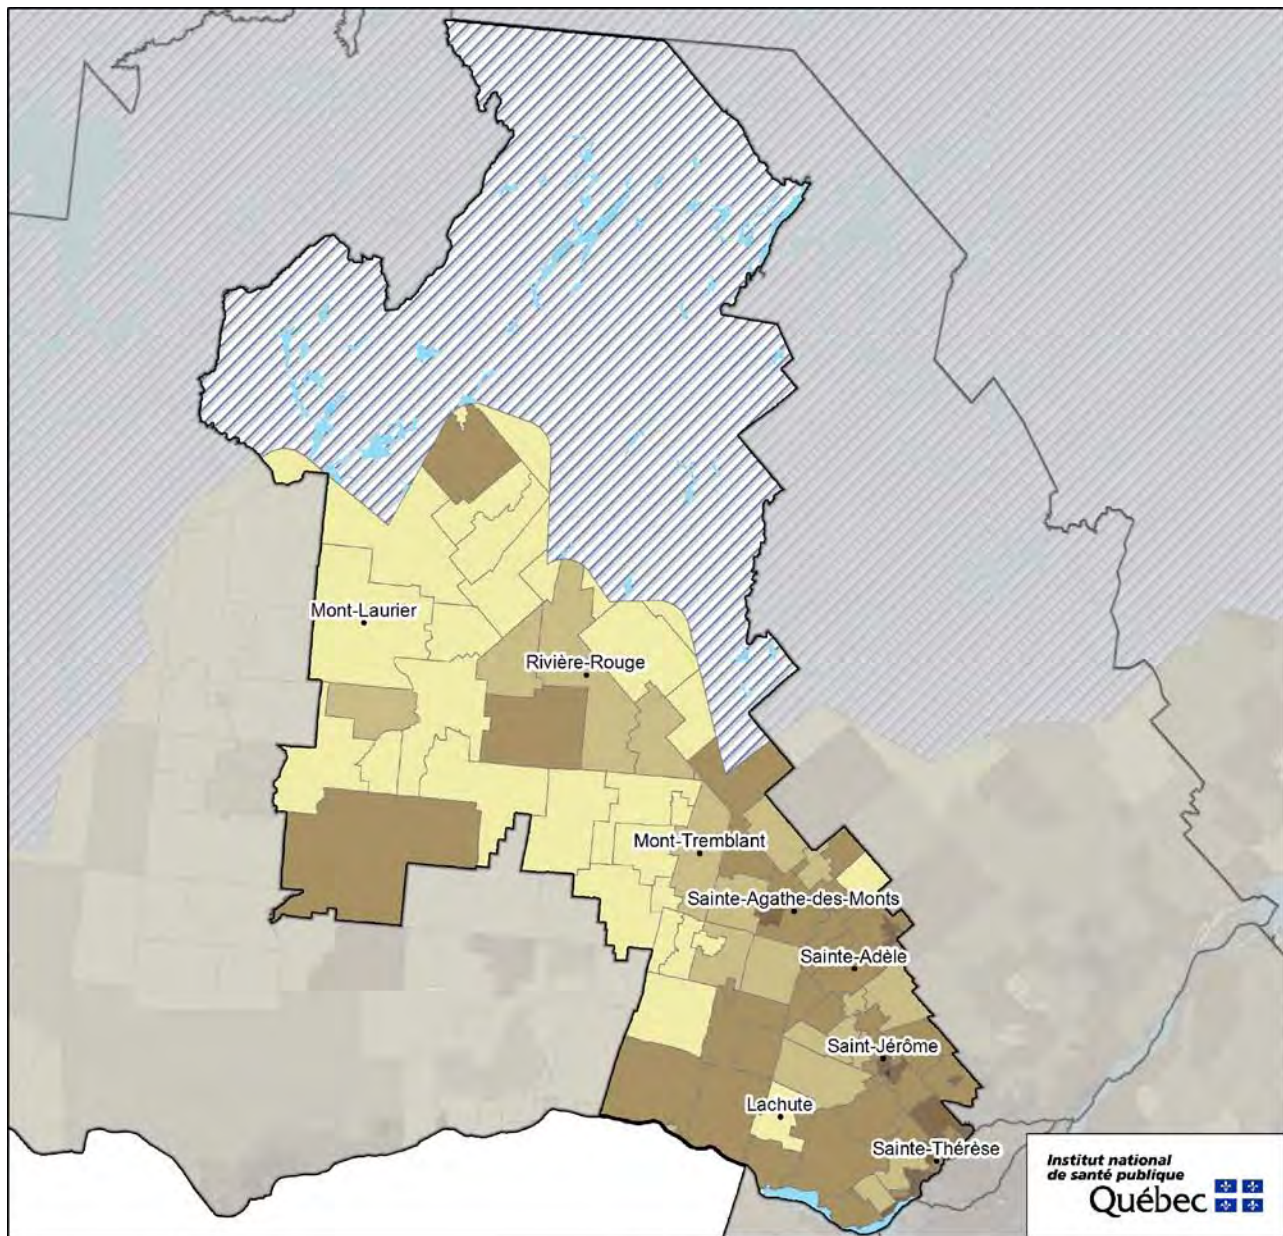 Mont-Laurier
Rivière-Rouge
Mont-Tremblant
Sainte-Agathe-des-Monts
Sainte-Adèle
Saint-Jérôme
Lachute
Sainte-Thérèse
Institut national
de santé publique
Québec